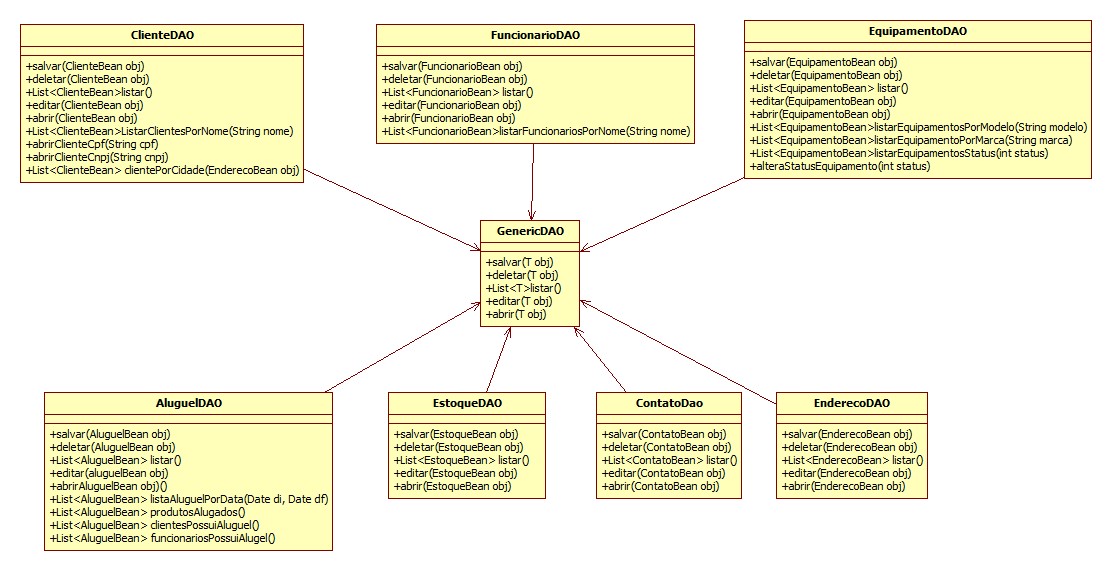 ClienteDAO
+salvar(ClienteBean obj)
+deletar(ClienteBean obj)
+List<ClienteBean>listar()
+editar(ClienteBean obj)
+abrir(ClienteBean obj)
+List<ClienteBean>ListarClientesPorNome(String nome)
+abrirClienteCpf(String cpf)
+abrirClienteCnpj(String cnpj)
+List<ClienteBean> clientePorCidade(EnderecoBean obj)
FuncionarioDAO
+salvar(FuncionarioBean obj)
+deletar(FuncionarioBean obj)
+List<FuncionarioBean> listar()
+editar(FuncionarioBean obj)
+abrir(FuncionarioBean obj)
+List<FuncionarioBean>listarFuncionariosPorNome(String nome)
EquipamentoDAO
+salvar(EquipamentoBean obj)
+deletar(EquipamentoBean obj)
+List<EquipamentoBean> listar()
+editar(EquipamentoBean obj)
+abrir(EquipamentoBean obj)
+List<EquipamentoBean>listarEquipamentosPorModelo(String modelo)
+List<EquipamentoBean>listarEquipamentoPorMarca(String marca)
+List<EquipamentoBean>listarEquipamentosStatus(int status)
+alteraStatusEquipamento(int status)
GenericDAO
+salvar(T obj)
+deletar(T obj)
+List<T>listar()
+editar(T obj)
+abrir(T obj)
AluguelDAO
+salvar(AluguelBean obj)
+deletar(AluguelBean obj)
+List<AluguelBean> listar()
+editar(aluguelBean obj)
+abrirAluguelBean obj)()
+List<AluguelBean> listaAluguelPorData(Date di, Date df)
+List<AluguelBean> produtosAlugados()
+List<AluguelBean> clientesPossuiAluguel()
+List<AluguelBean> funcionariosPossuiAlugel()
EstoqueDAO
+salvar(EstoqueBean obj)
+deletar(EstoqueBean obj)
+List<EstoqueBean> listar()
+editar(EstoqueBean obj)
+abrir(EstoqueBean obj)
ContatoDao
+salvar(ContatoBean obj)
+deletar(ContatoBean obj)
+List<ContatoBean> listar()
+editar(ContatoBean obj)
+abrir(ContatoBean obj)
EnderecoDAO
+salvar(EnderecoBean obj)
+deletar(EnderecoBean obj)
+List<EnderecoBean> listar()
+editar(EnderecoBean obj)
+abrir(EnderecoBean obj)